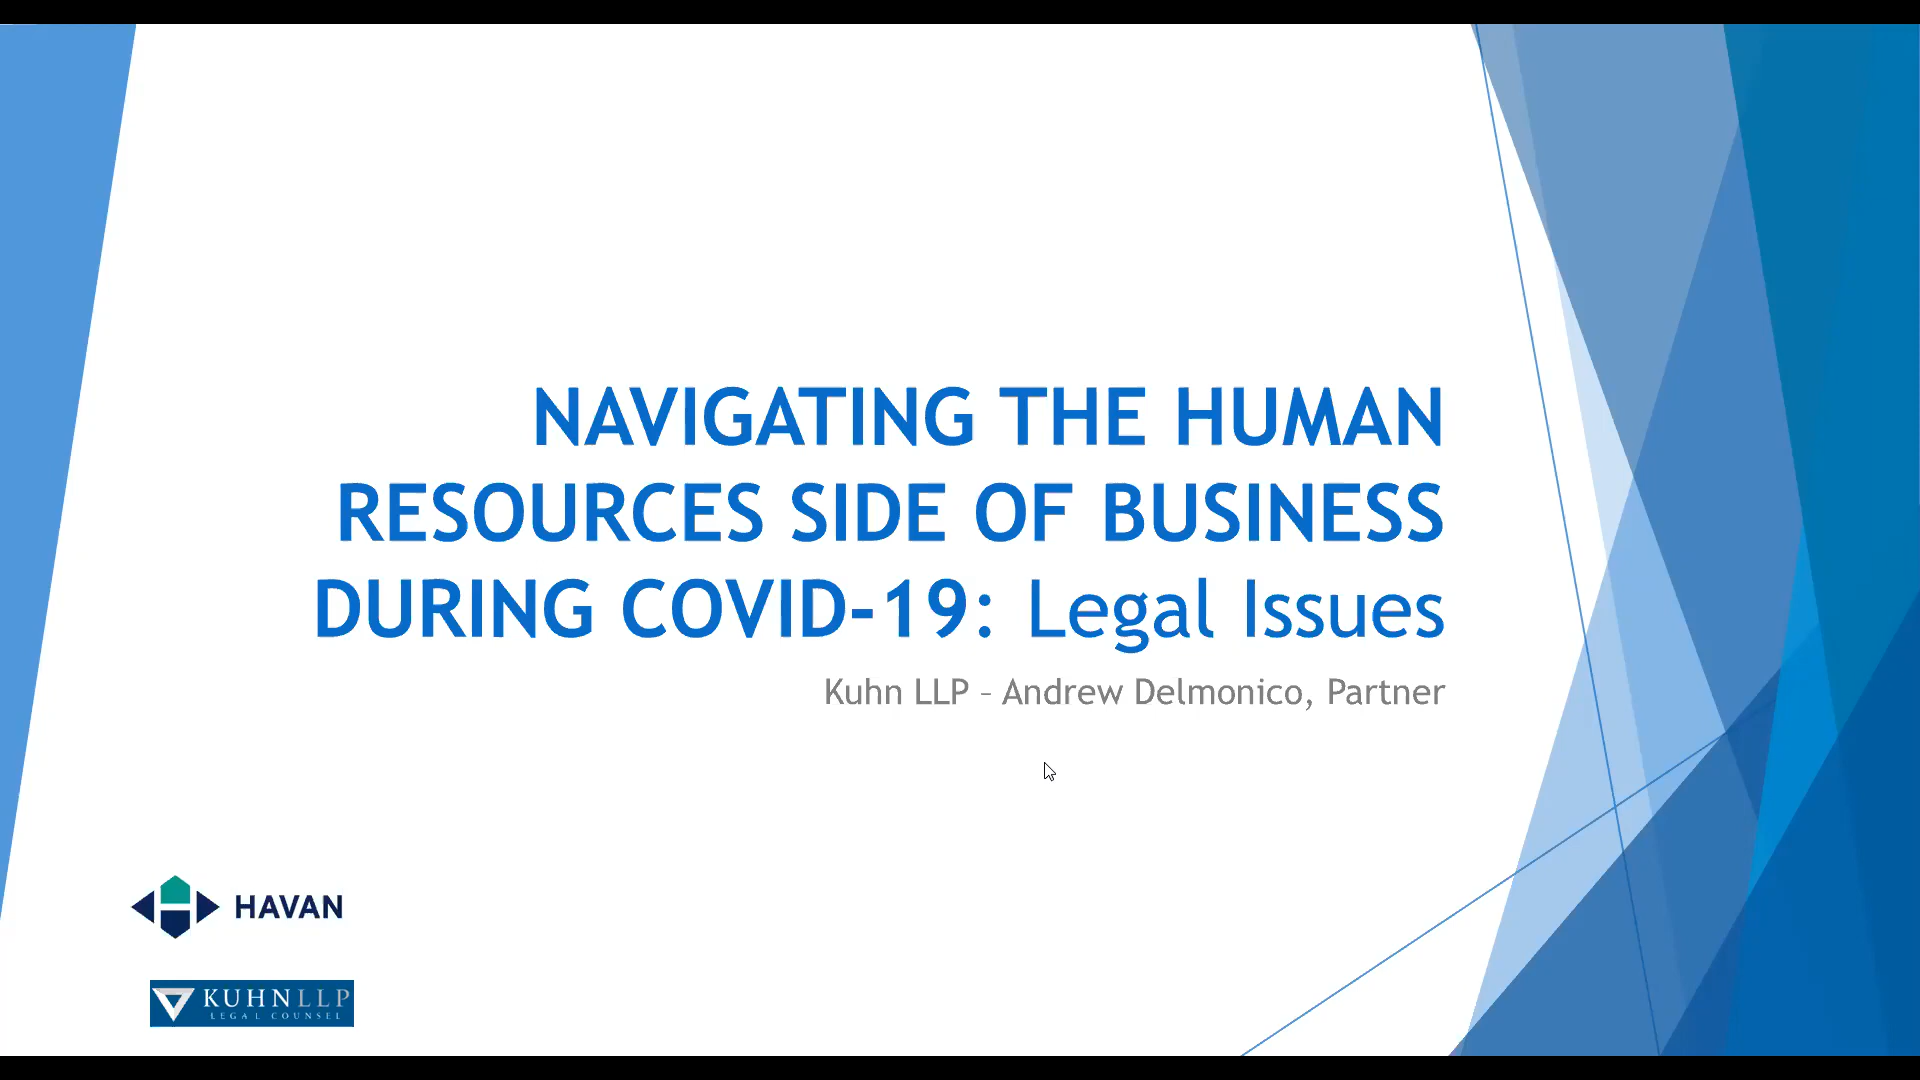 NAVIGATING THE HUMAN
RESOURCES SIDE OF BUSINESS
DURING COVID-19: Legal Issues
Kuhn LLP – Andrew Delmonico, Partner
HAVAN
KUHNLLP
LEGAL COUNSEL